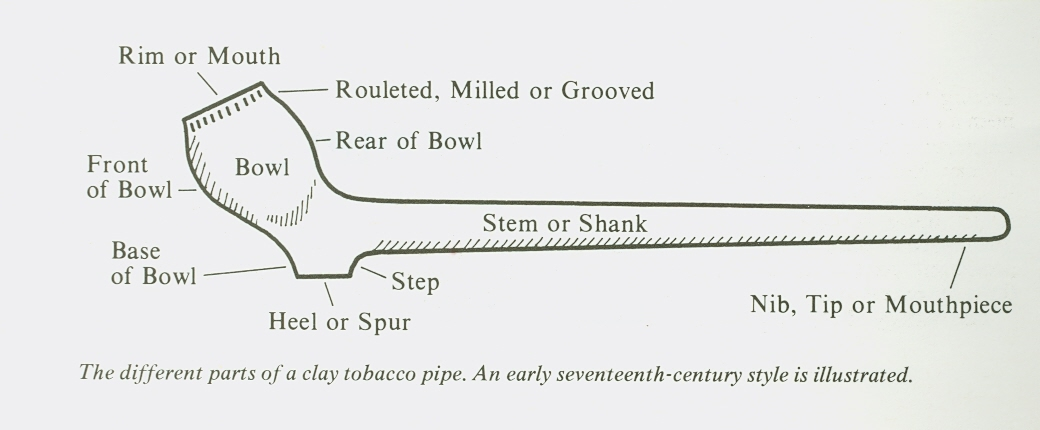 Rim or Mouth
Rouleted, Milled or Grooved
Rear of Bowl
Front
of Bowl
Bowl
Stem or Shank
Base
of Bowl
Step
Heel or Spur
Nib, Tip or Mouthpiece
The different parts of a clay tobacco pipe. An early seventeenth-century style is illustrated.